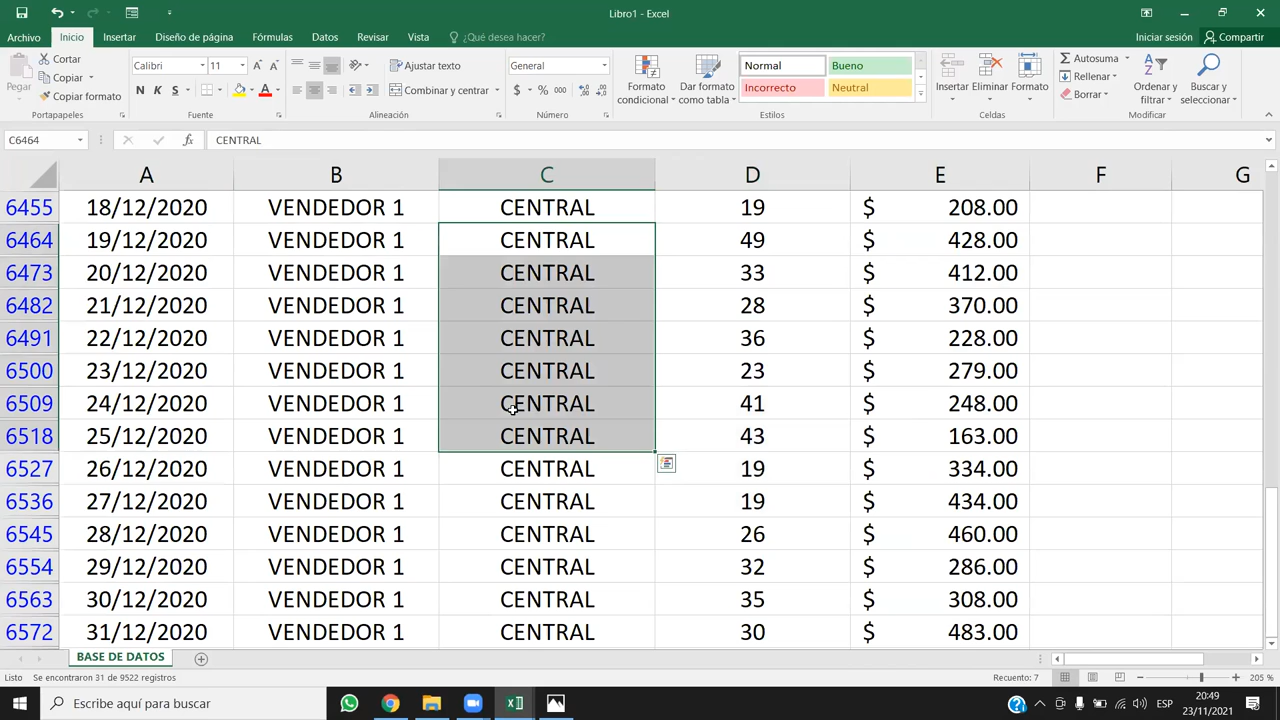 Libro1 - Excel
Archivo Inicio Insertar Diseño de página Fórmulas Datos Revisar Vista ¿Qué desea hacer? Iniciar sesión Compartir
Pegar
Cortar
Copiar
Copiar formato
Portapapeles
Calibri 11
N K S
Fuente
Ajustar texto
Combinar y centrar
Alineación
General
$ % 000
Número
Formato condicional
Dar formato como tabla
Normal Bueno
Incorrecto Neutral
Estilos
Insertar Eliminar Formato
Celdas
Autosuma
Rellenar
Borrar
Ordenar y filtrar
Buscar y seleccionar
Modificar
C6464 fx CENTRAL
A B C D E F G
6455 18/12/2020 VENDEDOR 1 CENTRAL 19 $ 208.00
6464 19/12/2020 VENDEDOR 1 CENTRAL 49 $ 428.00
6473 20/12/2020 VENDEDOR 1 CENTRAL 33 $ 412.00
6482 21/12/2020 VENDEDOR 1 CENTRAL 28 $ 370.00
6491 22/12/2020 VENDEDOR 1 CENTRAL 36 $ 228.00
6500 23/12/2020 VENDEDOR 1 CENTRAL 23 $ 279.00
6509 24/12/2020 VENDEDOR 1 CENTRAL 41 $ 248.00
6518 25/12/2020 VENDEDOR 1 CENTRAL 43 $ 163.00
6527 26/12/2020 VENDEDOR 1 CENTRAL 19 $ 334.00
6536 27/12/2020 VENDEDOR 1 CENTRAL 19 $ 434.00
6545 28/12/2020 VENDEDOR 1 CENTRAL 26 $ 460.00
6554 29/12/2020 VENDEDOR 1 CENTRAL 32 $ 286.00
6563 30/12/2020 VENDEDOR 1 CENTRAL 35 $ 308.00
6572 31/12/2020 VENDEDOR 1 CENTRAL 30 $ 483.00
BASE DE DATOS
Listo Se encontraron 31 de 9522 registros Recuento: 7 205 %
Escribe aquí para buscar
ESP
20:49
23/11/2021